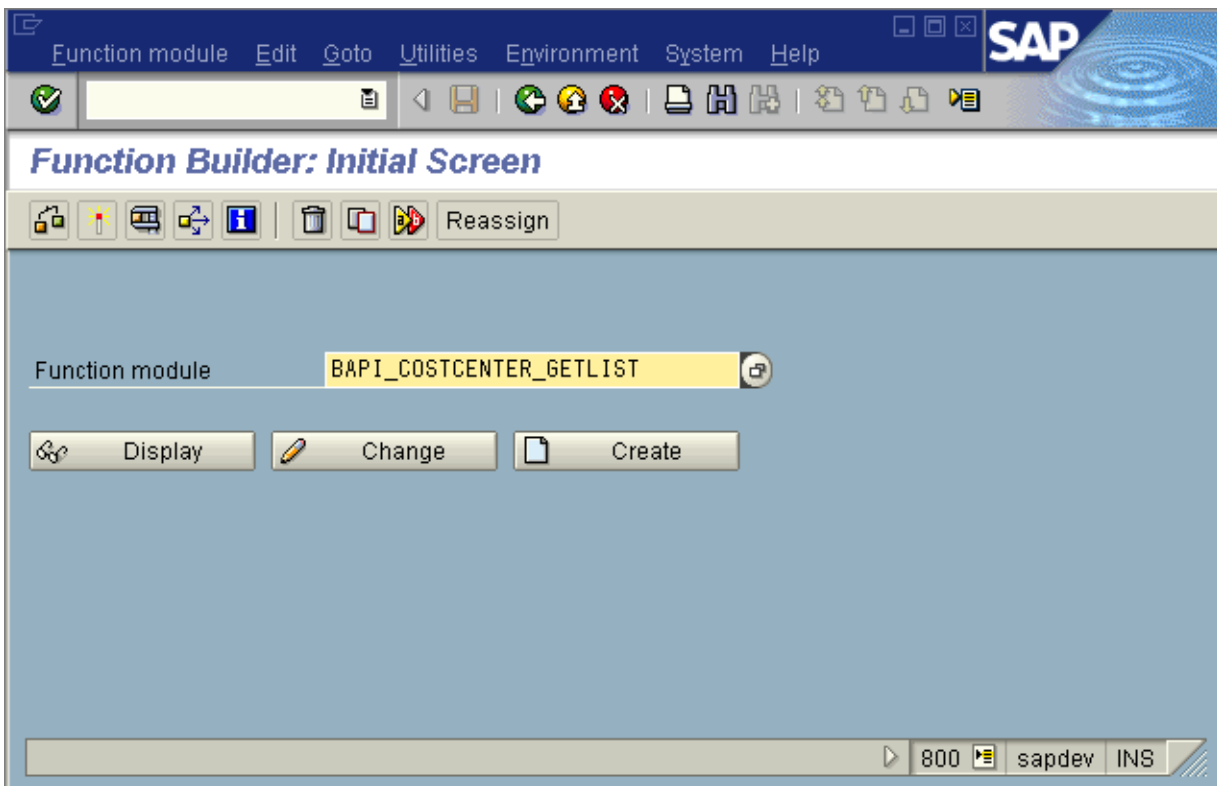 Function module Edit Goto Utilities Environment System Help
SAP
Function Builder: Initial Screen
Reassign
Function module BAPI_COSTCENTER_GETLIST
Display Change Create
800 sapdev INS